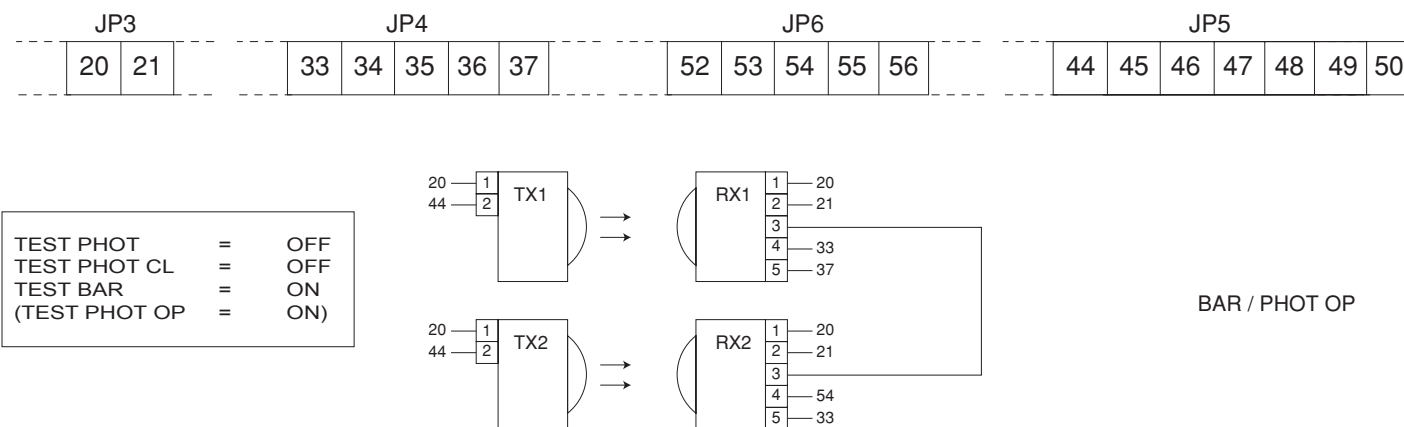 JP3 JP4 JP6 JP5
20 21 33 34 35 36 37 52 53 54 55 56 44 45 46 47 48 49 50
TEST PHOT = OFF
TEST PHOT CL = OFF
TEST BAR = ON
(TEST PHOT OP = ON)
20 1 TX1
44 2
RX1 1 20
2 21
3
4 33
5 37
20 1 TX2
44 2
RX2 1 20
2 21
3
4 54
5 33
BAR / PHOT OP